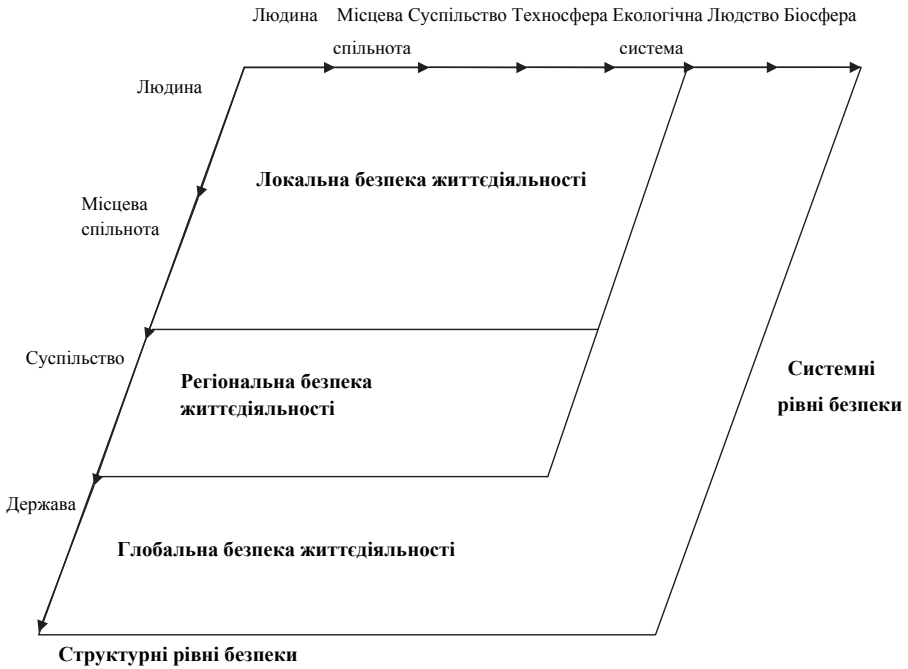 Людина Місцева Суспільство Техносфера Екологічна Людство Біосфера
спільнота система
Людина
Локальна безпека життєдіяльності
Місцева
спільнота
Суспільство
Регіональна безпека
життєдіяльності
Системні
рівні безпеки
Держава
Глобальна безпека життєдіяльності
Структурні рівні безпеки